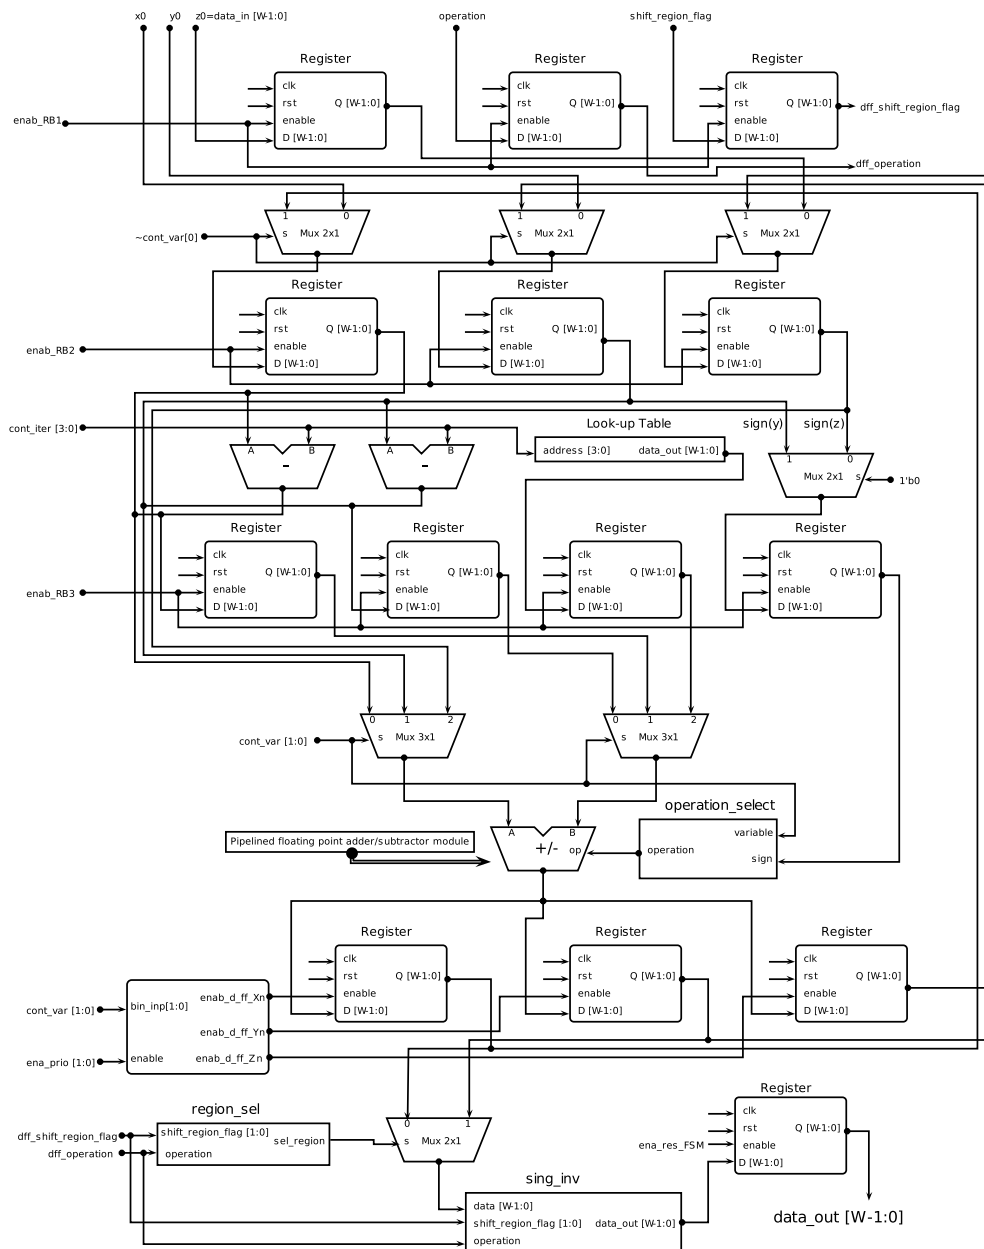 x0 y0 z0=data_in [W-1:0] operation shift_region_flag
Register Register Register
clk clk clk
rst Q [W-1:0] rst Q [W-1:0] rst Q [W-1:0] dff_shift_region_flag
enab_RB1 enable enable enable
D [W-1:0] D [W-1:0] D [W-1:0]
dff_operation
1 0 1 0 1 0
~cont_var[0] s Mux 2x1 s Mux 2x1 s Mux 2x1
Register Register Register
clk clk clk
rst Q [W-1:0] rst Q [W-1:0] rst Q [W-1:0]
enab_RB2 enable enable enable
D [W-1:0] D [W-1:0] D [W-1:0]
cont_iter [3:0] Look-up Table sign(y) sign(z)
A B A B address [3:0] data_out [W-1:0] 1 0
- - Mux 2x1 s 1'b0
Register Register Register Register
clk clk clk clk
rst Q [W-1:0] rst Q [W-1:0] rst Q [W-1:0] rst Q [W-1:0]
enab_RB3 enable enable enable enable
D [W-1:0] D [W-1:0] D [W-1:0] D [W-1:0]
0 1 2 0 1 2
cont_var [1:0] s Mux 3x1 s Mux 3x1
operation_select
A B variable
Pipelined floating point adder/subtractor module +/- op operation
sign
Register Register Register
clk clk clk
rst Q [W-1:0] rst Q [W-1:0] rst Q [W-1:0]
enab_d_ff_Xn enable enable enable
cont_var [1:0] bin_inp[1:0] D [W-1:0] D [W-1:0] D [W-1:0]
enab_d_ff_Yn
ena_prio [1:0] enable enab_d_ff_Zn
Register
region_sel clk
0 1 rst Q [W-1:0]
dff_shift_region_flag shift_region_flag [1:0] sel_region s Mux 2x1 ena_res_FSM enable
dff_operation operation D [W-1:0]
sing_inv
data [W-1:0] data_out [W-1:0]
shift_region_flag [1:0] data_out [W-1:0]
operation